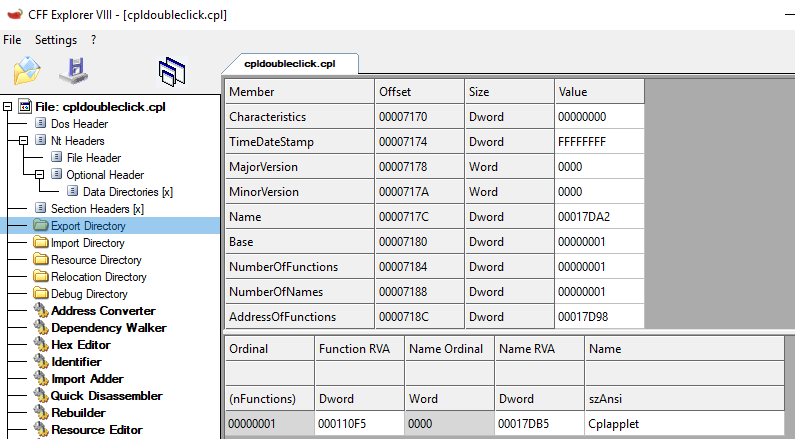 CFF Explorer VIII - [cpldoubleclick.cpl]
File Settings ?
cpldoubleclick.cpl
File: cpldoubleclick.cpl
Dos Header
Nt Headers
File Header
Optional Header
Data Directories [x]
Section Headers [x]
Export Directory
Import Directory
Resource Directory
Relocation Directory
Debug Directory
Address Converter
Dependency Walker
Hex Editor
Identifier
Import Adder
Quick Disassembler
Rebuilder
Resource Editor
Member Offset Size Value
Characteristics 00007170 Dword 00000000
TimeDateStamp 00007174 Dword FFFFFFFF
MajorVersion 00007178 Word 0000
MinorVersion 0000717A Word 0000
Name 0000717C Dword 00017DA2
Base 00007180 Dword 00000001
NumberOfFunctions 00007184 Dword 00000001
NumberOfNames 00007188 Dword 00000001
AddressOfFunctions 0000718C Dword 00017D98
Ordinal Function RVA Name Ordinal Name RVA Name
(nFunctions) Dword Word Dword szAnsi
00000001 000110F5 0000 00017DB5 Cplapplet